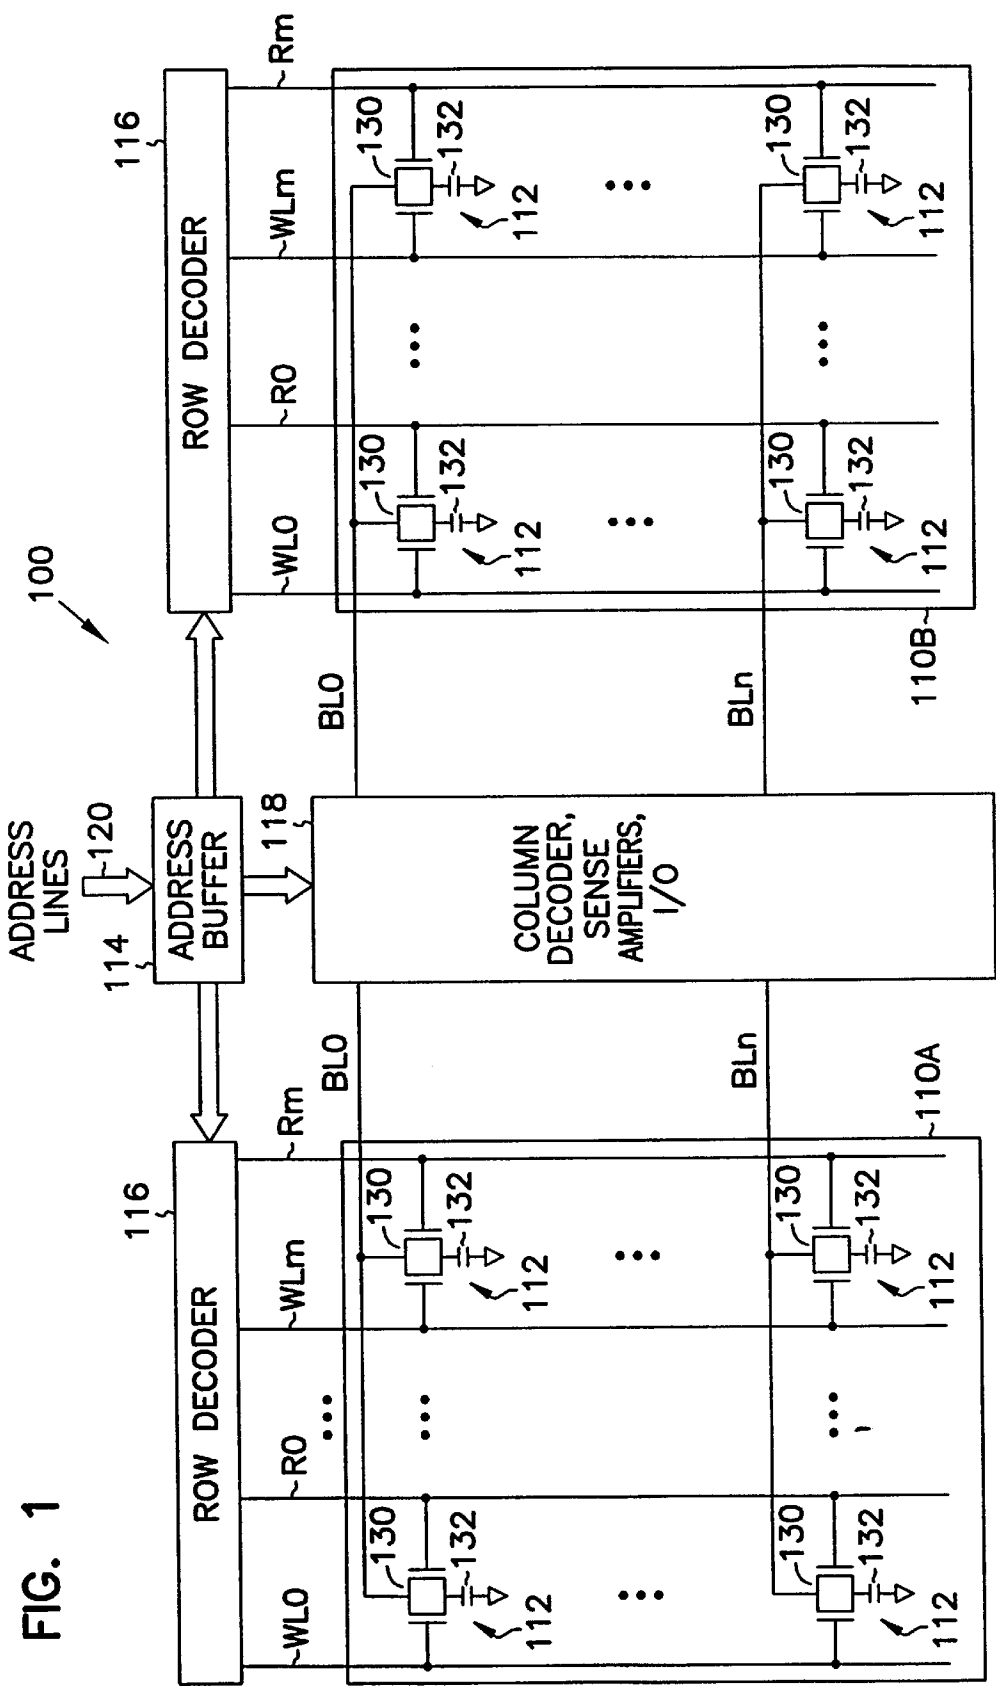 FIG. 1
ADDRESS
LINES
100
120
114
116
116
ROW DECODER
ADDRESS
BUFFER
ROW DECODER
WL0
R0
WLm
Rm
118
WL0
R0
WLm
Rm
BL0
BL0
130
132
112
130
132
112
130
132
112
130
132
112
COLUMN
DECODER,
SENSE
AMPLIFIERS,
I/O
BLn
BLn
130
132
112
130
132
112
130
132
112
130
132
112
110A
110B